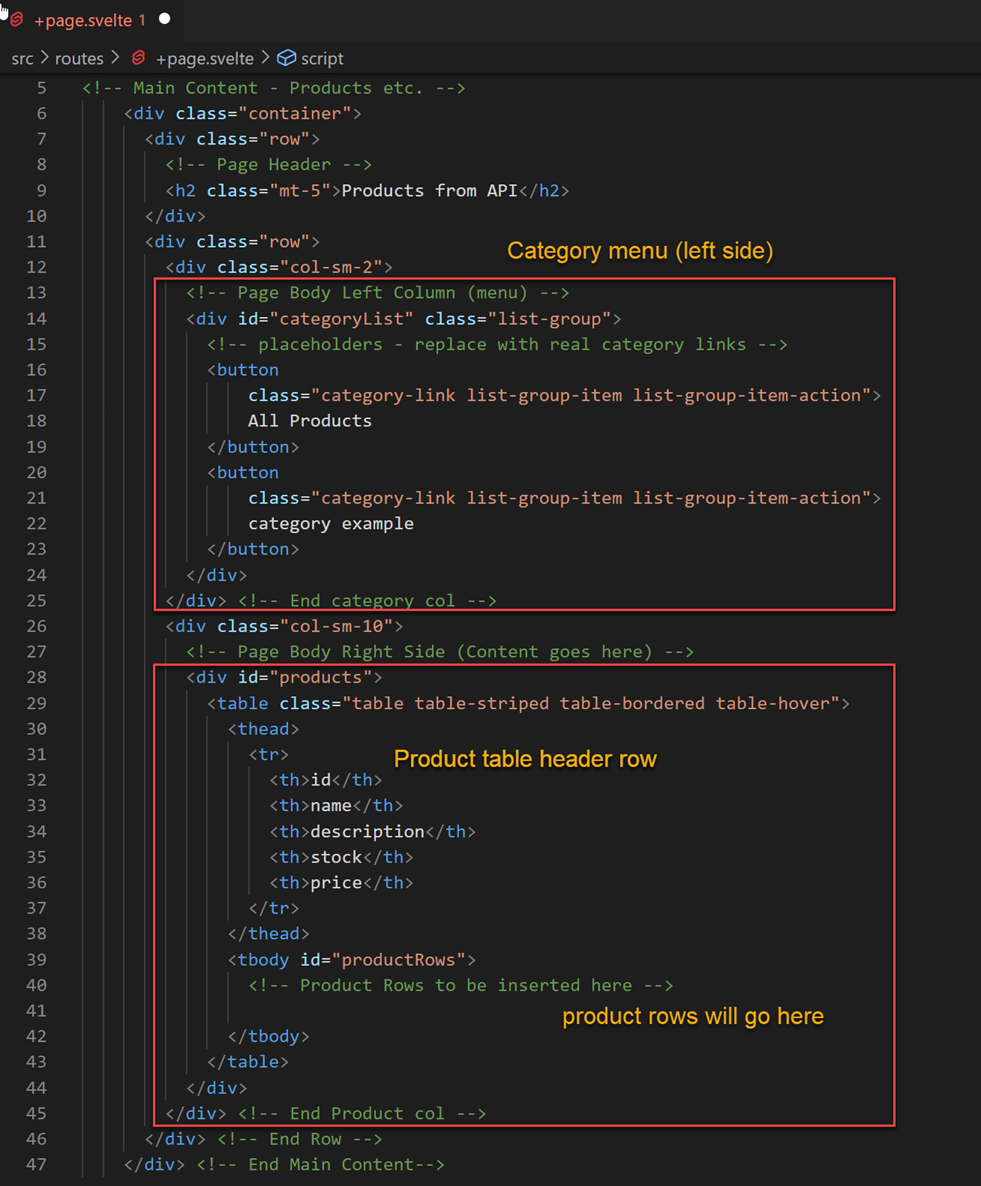 +page.svelte 1
src > routes > +page.svelte > script
5 <!-- Main Content - Products etc. -->
6 <div class="container">
7 <div class="row">
8 <!-- Page Header -->
9 <h2 class="mt-5">Products from API</h2>
10 </div>
11 <div class="row">
Category menu (left side)
12 <div class="col-sm-2">
13 <!-- Page Body Left Column (menu) -->
14 <div id="categoryList" class="list-group">
15 <!-- placeholders - replace with real category links -->
16 <button
17 class="category-link list-group-item list-group-item-action">
18 All Products
19 </button>
20 <button
21 class="category-link list-group-item list-group-item-action">
22 category example
23 </button>
24 </div>
25 </div> <!-- End category col -->
26 <div class="col-sm-10">
27 <!-- Page Body Right Side (Content goes here) -->
28 <div id="products">
29 <table class="table table-striped table-bordered table-hover">
30 <thead>
31 <tr>
Product table header row
32 <th>id</th>
33 <th>name</th>
34 <th>description</th>
35 <th>stock</th>
36 <th>price</th>
37 </tr>
38 </thead>
39 <tbody id="productRows">
40 <!-- Product Rows to be inserted here -->
41
product rows will go here
42 </tbody>
43 </table>
44 </div>
45 </div> <!-- End Product col -->
46 </div> <!-- End Row -->
47 </div> <!-- End Main Content-->